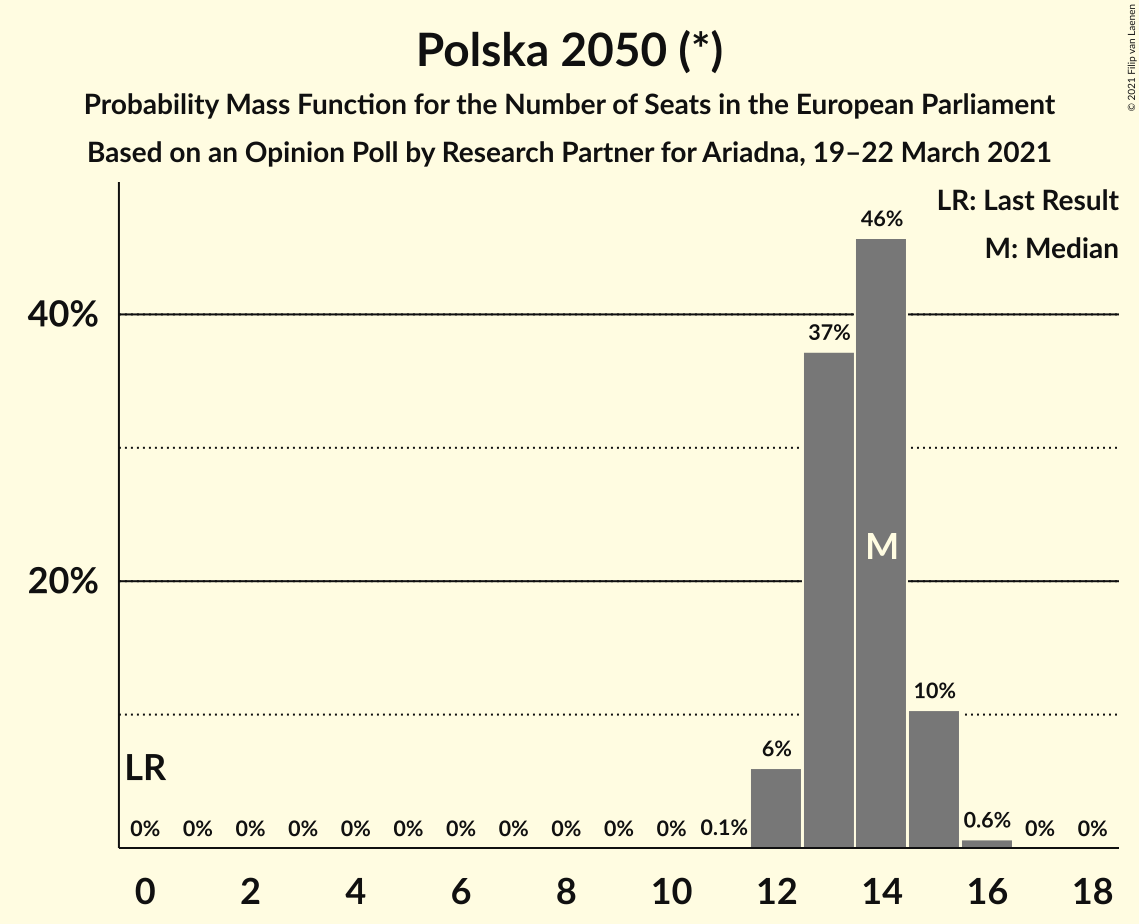 Polska 2050 (*)
Probability Mass Function for the Number of Seats in the European Parliament
Based on an Opinion Poll by Research Partner for Ariadna, 19–22 March 2021
© 2021 Filip van Laenen
LR: Last Result
M: Median
46%
40%
37%
M
20%
10%
6%
LR
0% 0% 0% 0% 0% 0% 0% 0% 0% 0% 0% 0.1% 0.6% 0% 0%
0 2 4 6 8 10 12 14 16 18